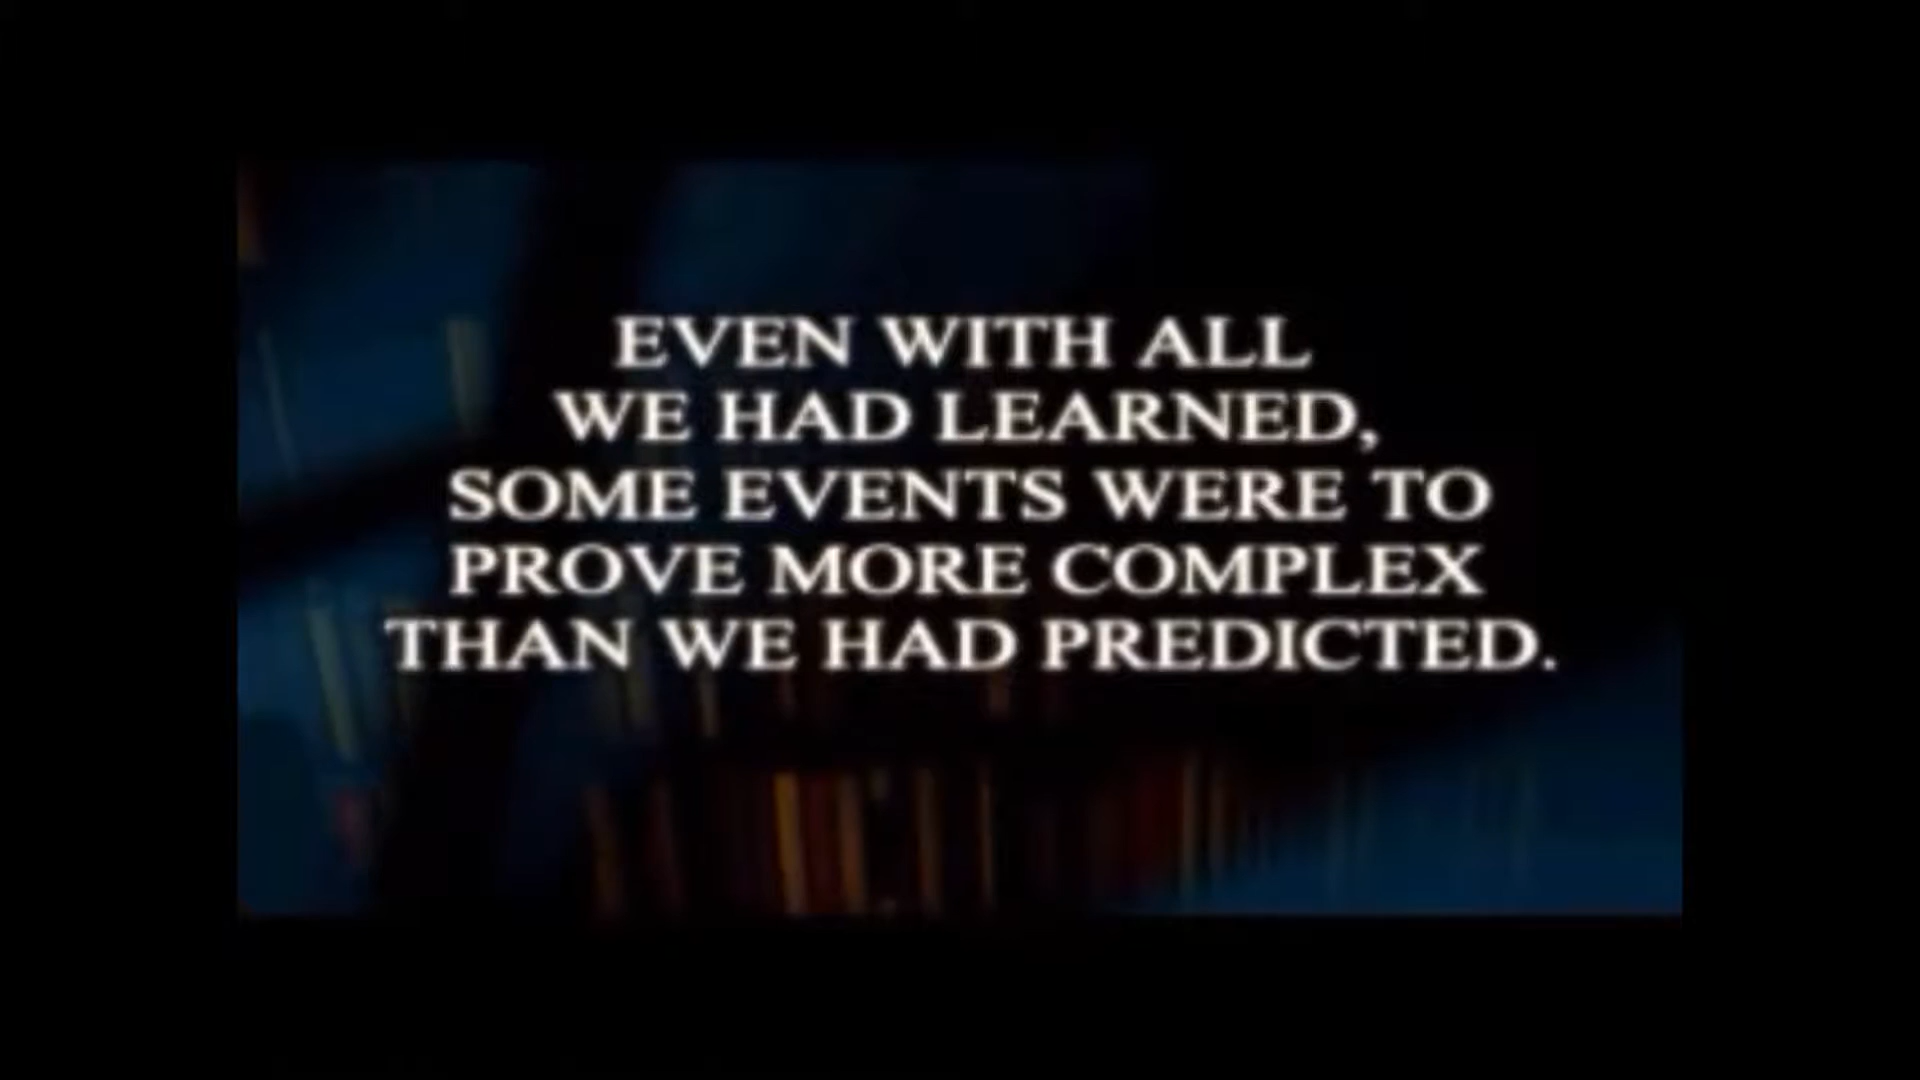 EVEN WITH ALL
WE HAD LEARNED,
SOME EVENTS WERE TO
PROVE MORE COMPLEX
THAN WE HAD PREDICTED.